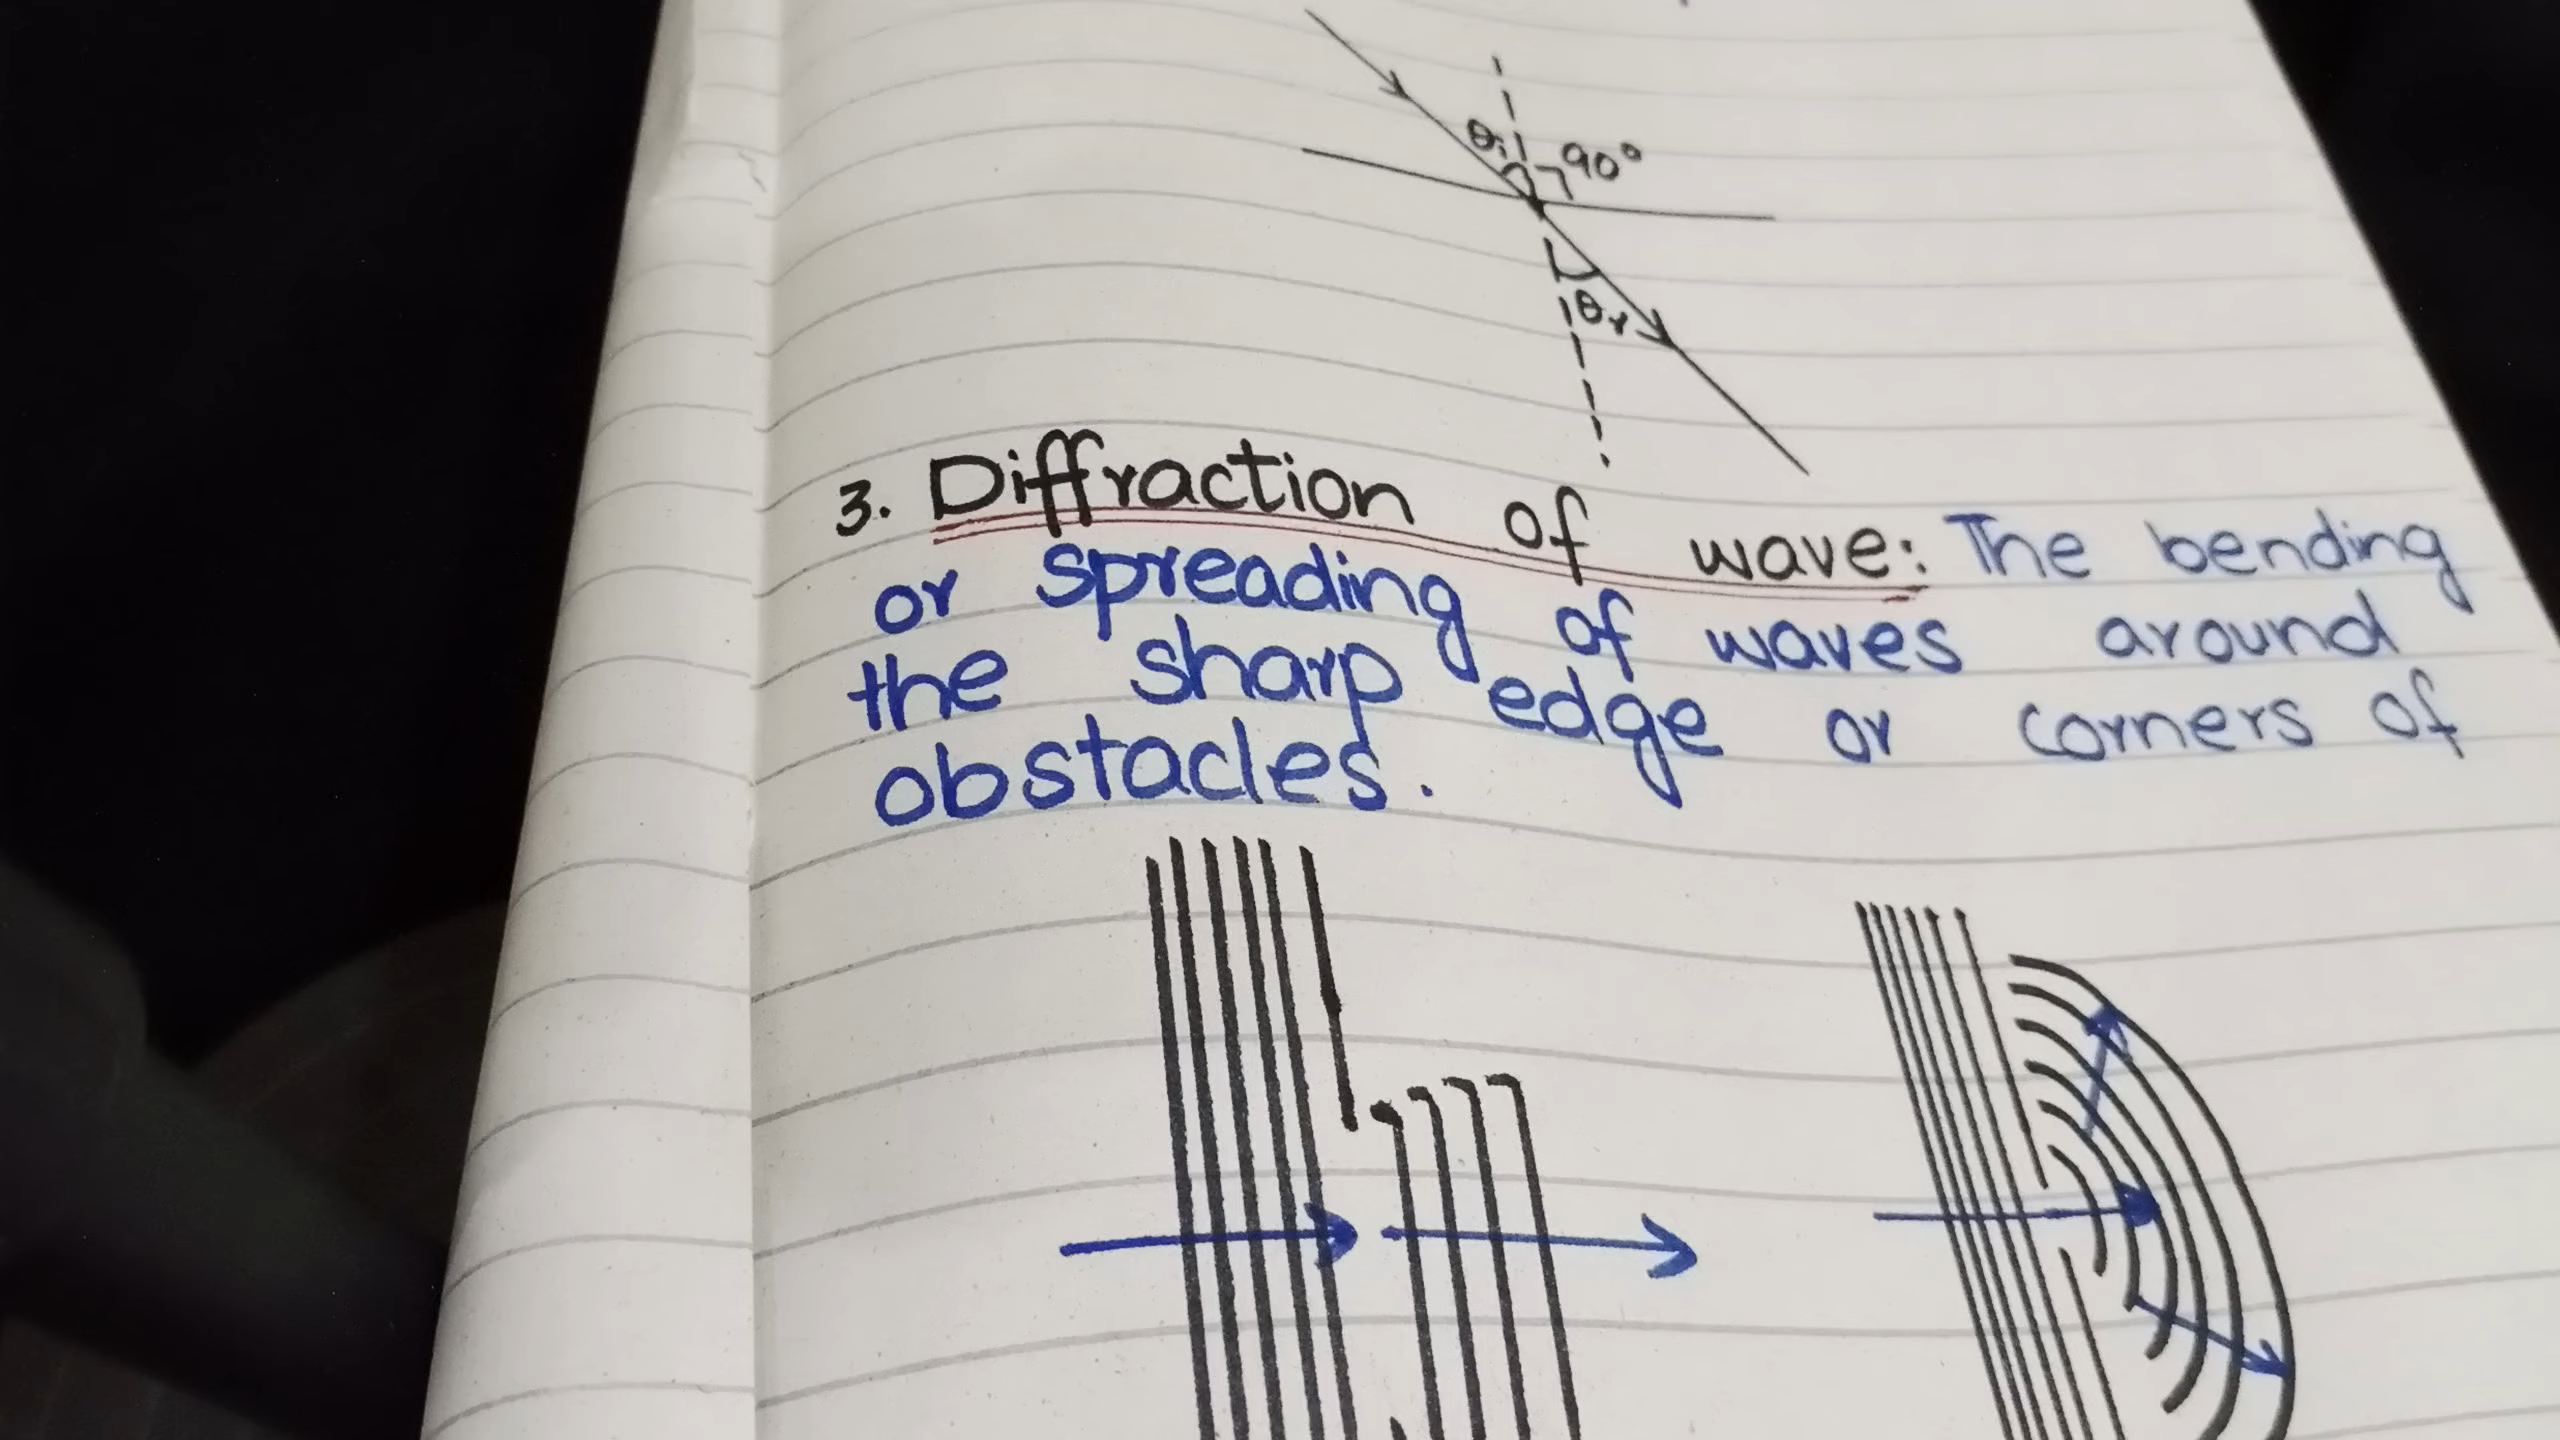 θi 90°
θr
3. Diffraction of wave: The bending
or spreading of waves around
the sharp edge or corners of
obstacles.